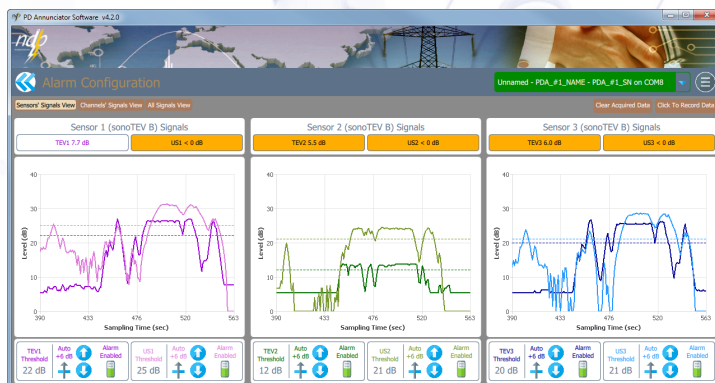 PD Annunciator Software v4.2.0
ndb
Alarm Configuration
Unnamed - PDA_#1_NAME - PDA_#1_SN on COM8
Sensors' Signals View Channels' Signals View All Signals View
Clear Acquired Data Click To Record Data
Sensor 1 (sonoTEV B) Signals
TEV1 7.7 dB US1 < 0 dB
40
30
20
10
0
Level (dB)
390 433 476 520 563
Sampling Time (sec)
TEV1 Threshold 22 dB
Auto +6 dB
Alarm Enabled
US1 Threshold 25 dB
Auto +6 dB
Alarm Enabled
Sensor 2 (sonoTEV B) Signals
TEV2 5.5 dB US2 < 0 dB
40
30
20
10
0
Level (dB)
390 433 476 520 563
Sampling Time (sec)
TEV2 Threshold 12 dB
Auto +6 dB
Alarm Enabled
US2 Threshold 21 dB
Auto +6 dB
Alarm Enabled
Sensor 3 (sonoTEV B) Signals
TEV3 6.0 dB US3 < 0 dB
40
30
20
10
0
Level (dB)
390 433 476 520 563
Sampling Time (sec)
TEV3 Threshold 20 dB
Auto +6 dB
Alarm Enabled
US3 Threshold 21 dB
Auto +6 dB
Alarm Enabled